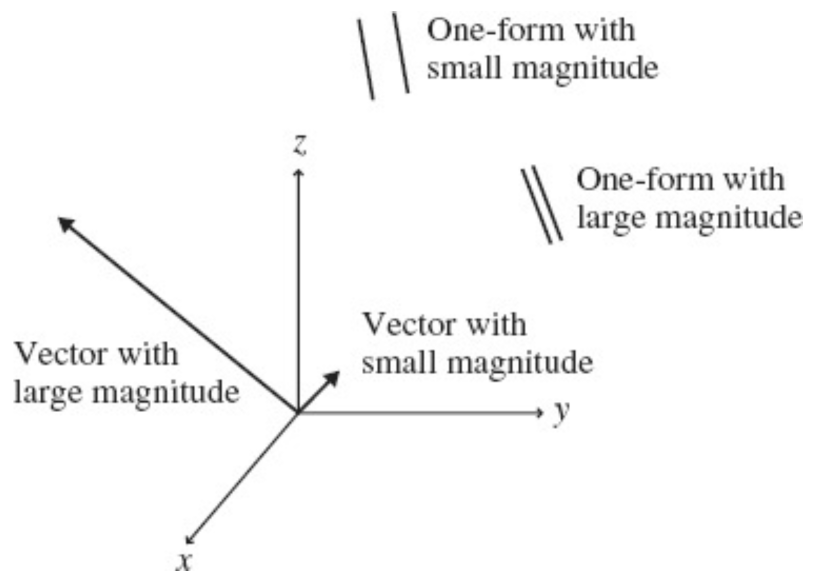 One-form with
small magnitude
z
One-form with
large magnitude
Vector with
small magnitude
Vector with
large magnitude
y
x